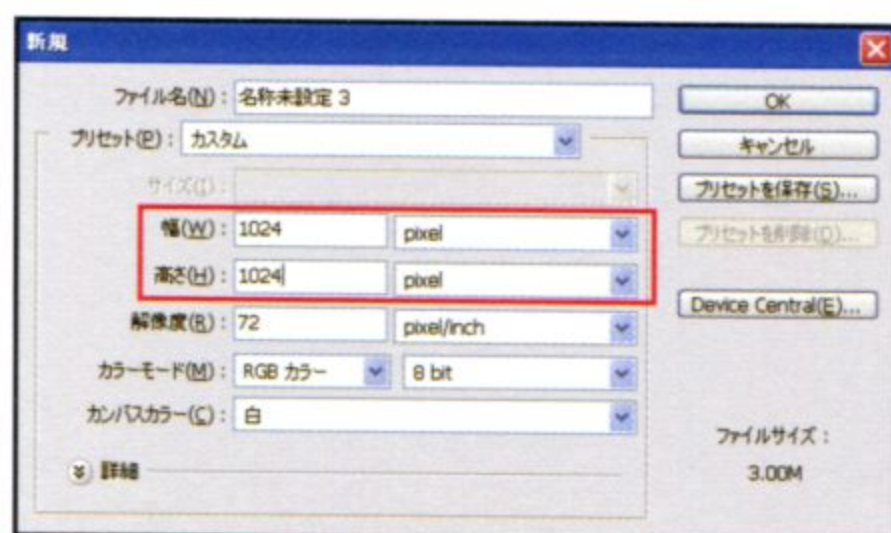 新規
ファイル名(N)： 名称未設定 3
OK
プリセット(P)： カスタム
キャンセル
サイズ(I)：
プリセットを保存(S)...
幅(W)： 1024 pixel
プリセットを削除(D)...
高さ(H)： 1024 pixel
Device Central(E)...
解像度(R)： 72 pixel/inch
カラーモード(M)： RGB カラー 8 bit
カンバスカラー(C)： 白
ファイルサイズ：
詳細
3.00M